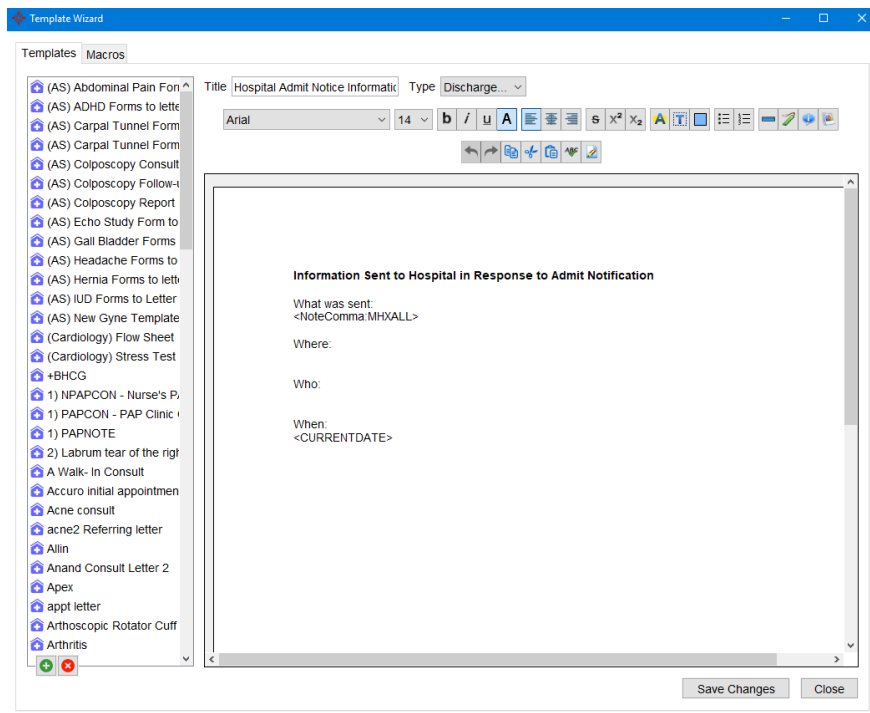 Template Wizard
Templates Macros
Title Hospital Admit Notice Informatic Type Discharge...
Arial 14 b i u A S X² X₂ A T
ABC
(AS) Abdominal Pain Forn
(AS) ADHD Forms to lette
(AS) Carpal Tunnel Form
(AS) Carpal Tunnel Form
(AS) Colposcopy Consult
(AS) Colposcopy Follow-u
(AS) Colposcopy Report
(AS) Echo Study Form to
(AS) Gall Bladder Forms
(AS) Headache Forms to
(AS) Hernia Forms to lette
(AS) IUD Forms to Letter
(AS) New Gyne Template
(Cardiology) Flow Sheet
(Cardiology) Stress Test
+BHCG
1) NPAPCON - Nurse's PA
1) PAPCON - PAP Clinic
1) PAPNOTE
2) Labrum tear of the righ
A Walk- In Consult
Accuro initial appointmen
Acne consult
acne2 Referring letter
Allin
Anand Consult Letter 2
Apex
appt letter
Arthoscopic Rotator Cuff
Arthritis
Information Sent to Hospital in Response to Admit Notification
What was sent:
<NoteComma:MHXALL>
Where:
Who:
When:
<CURRENTDATE>
Save Changes Close